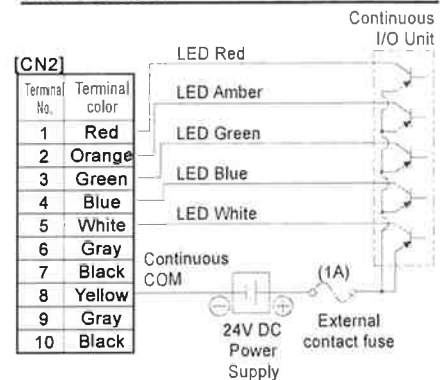 Continuous
I/O Unit
[CN2]
LED Red
Terminal No. Terminal color
LED Amber
1 Red
LED Green
2 Orange
3 Green
LED Blue
4 Blue
LED White
5 White
6 Gray
7 Black
Continuous
COM
8 Yellow
9 Gray
10 Black
(1A)
24V DC
Power
Supply
External
contact fuse